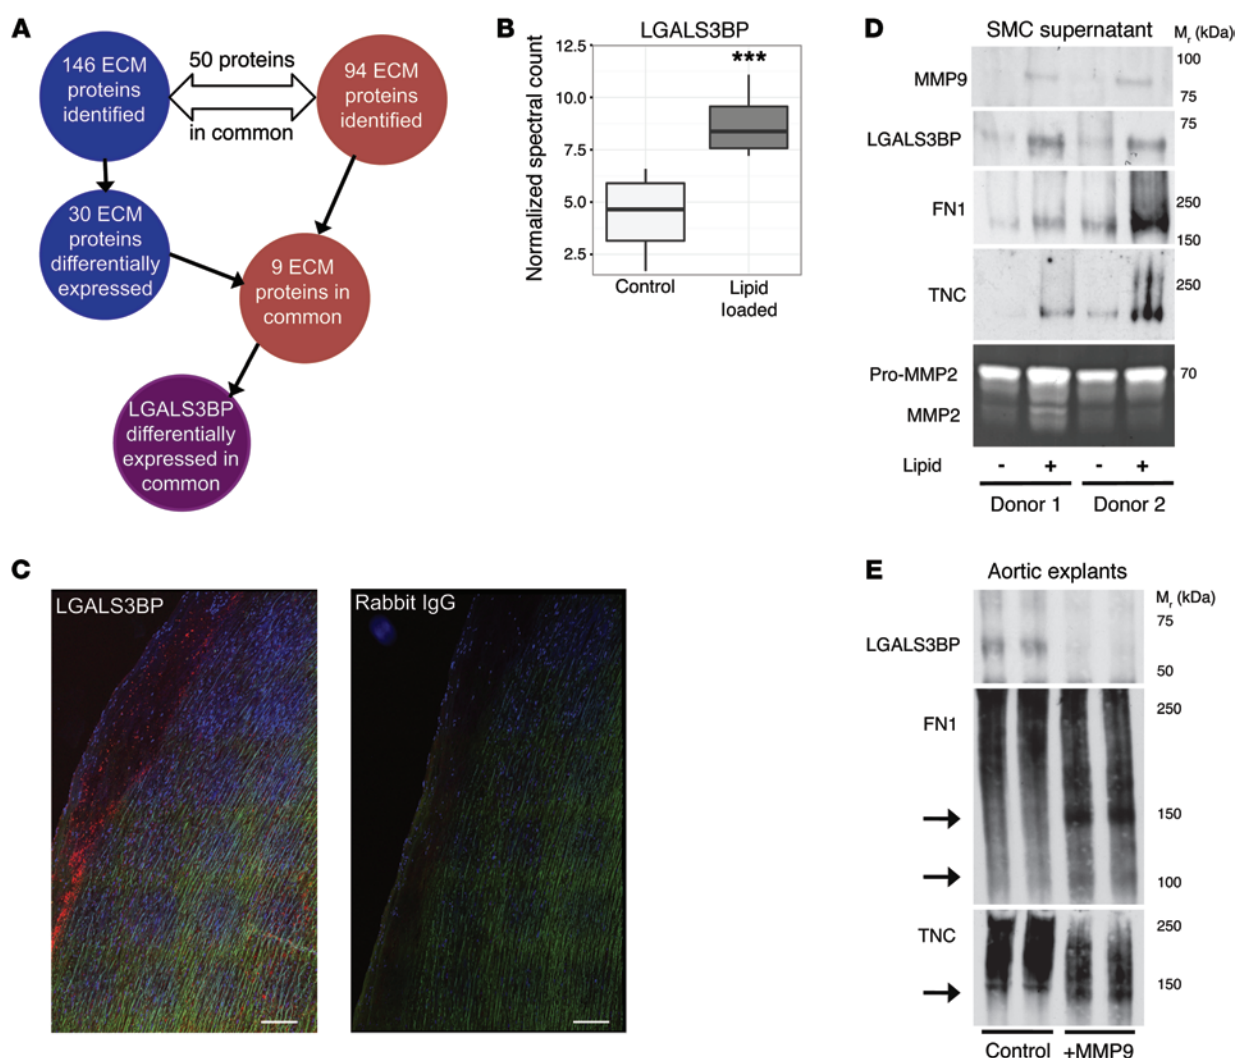 A
146 ECM
proteins
identified
50 proteins
in common
94 ECM
proteins
identified
30 ECM
proteins
differentially
expressed
9 ECM
proteins in
common
LGALS3BP
differentially
expressed in
common
B
LGALS3BP
Normalized spectral count
12.5
10.0
7.5
5.0
2.5
***
Control
Lipid
loaded
C
LGALS3BP
Rabbit IgG
D
SMC supernatant
Mr (kDa)
MMP9
100
75
LGALS3BP
75
FN1
250
150
TNC
250
Pro-MMP2
70
MMP2
Lipid - + - +
Donor 1 Donor 2
E
Aortic explants
Mr (kDa)
LGALS3BP
75
50
FN1
250
150
100
TNC
250
150
Control +MMP9